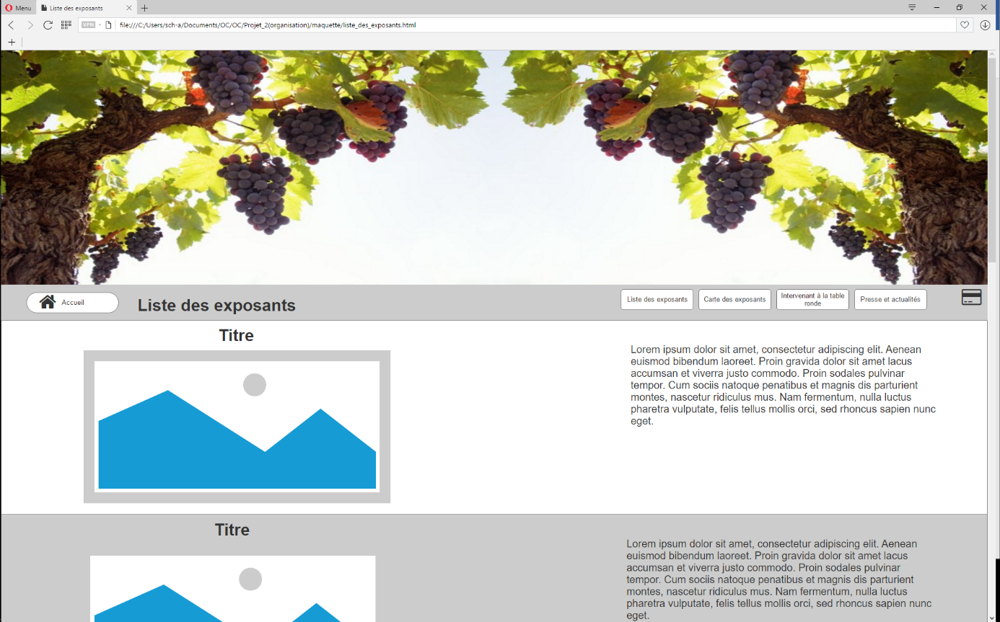 Menu
Liste des exposants
VPN
file:///C:/Users/sch-a/Documents/OC/OC/Projet_2(organisation)/maquette/liste_des_exposants.html
Accueil
Liste des exposants
Liste des exposants
Carte des exposants
Intervenant à la table
ronde
Presse et actualités
Titre
Lorem ipsum dolor sit amet, consectetur adipiscing elit. Aenean
euismod bibendum laoreet. Proin gravida dolor sit amet lacus
accumsan et viverra justo commodo. Proin sodales pulvinar
tempor. Cum sociis natoque penatibus et magnis dis parturient
montes, nascetur ridiculus mus. Nam fermentum, nulla luctus
pharetra vulputate, felis tellus mollis orci, sed rhoncus sapien nunc
eget.
Titre
Lorem ipsum dolor sit amet, consectetur adipiscing elit. Aenean
euismod bibendum laoreet. Proin gravida dolor sit amet lacus
accumsan et viverra justo commodo. Proin sodales pulvinar
tempor. Cum sociis natoque penatibus et magnis dis parturient
montes, nascetur ridiculus mus. Nam fermentum, nulla luctus
pharetra vulputate, felis tellus mollis orci, sed rhoncus sapien nunc
eget.